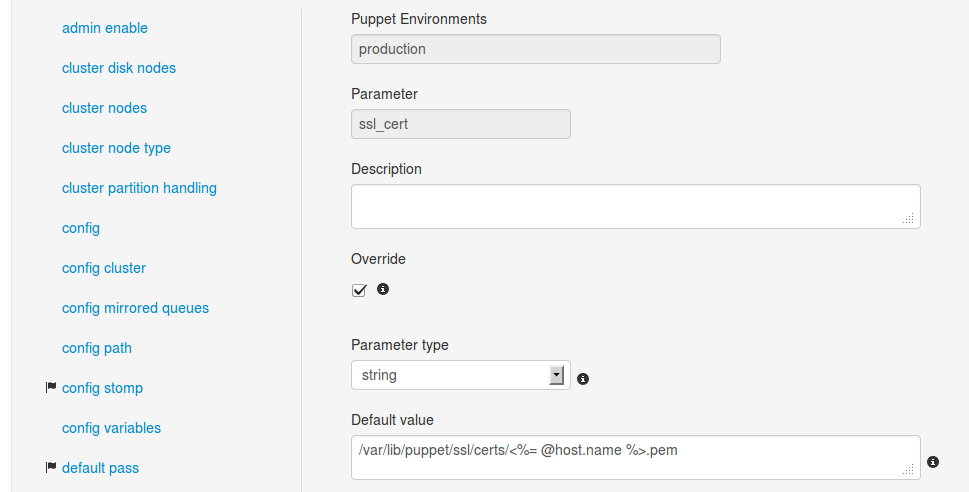 admin enable
cluster disk nodes
cluster nodes
cluster node type
cluster partition handling
config
config cluster
config mirrored queues
config path
config stomp
config variables
default pass
Puppet Environments
production
Parameter
ssl_cert
Description
Override
Parameter type
string
Default value
/var/lib/puppet/ssl/certs/<%= @host.name %>.pem